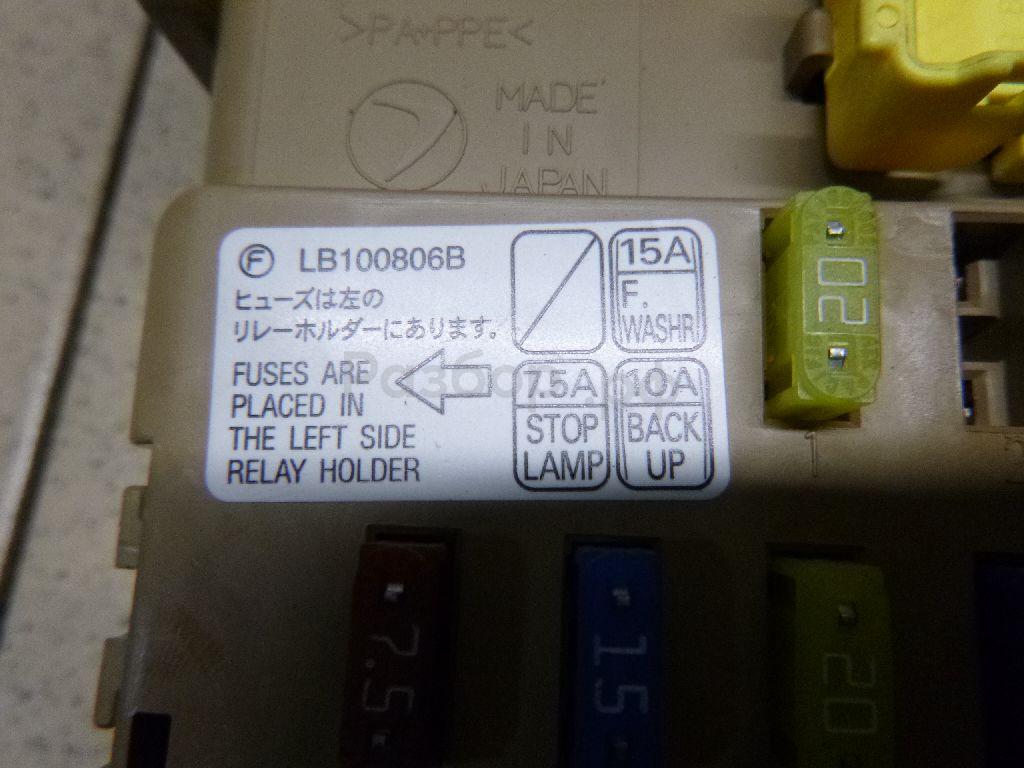 >PA+PPE<
MADE
IN
JAPAN
F LB100806B
ヒューズは左の
リレーホルダーにあります。
FUSES ARE
PLACED IN
THE LEFT SIDE
RELAY HOLDER
15A
F.
WASHR
7.5A
STOP
LAMP
10A
BACK
UP
20
1
7.5
15
20